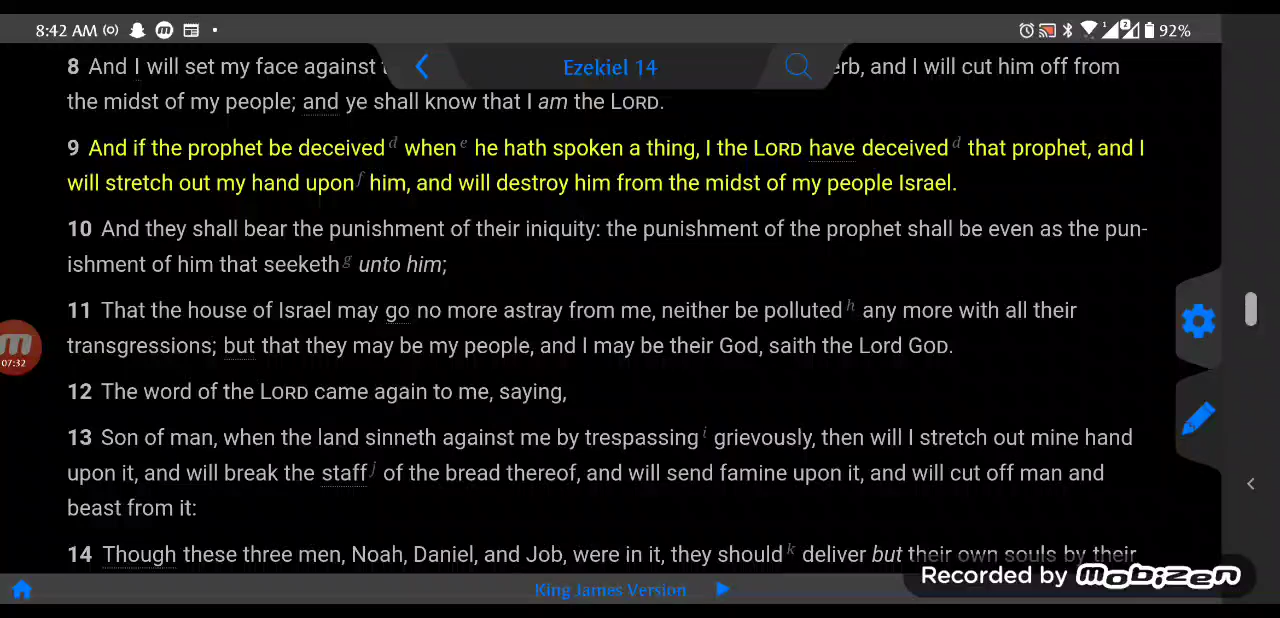 8:42 AM
92%
Ezekiel 14
8 And I will set my face against erb, and I will cut him off from
the midst of my people; and ye shall know that I am the LORD.
9 And if the prophet be deceived d when e he hath spoken a thing, I the LORD have deceived d that prophet, and I
will stretch out my hand upon f him, and will destroy him from the midst of my people Israel.
10 And they shall bear the punishment of their iniquity: the punishment of the prophet shall be even as the pun-
ishment of him that seeketh g unto him;
11 That the house of Israel may go no more astray from me, neither be polluted h any more with all their
transgressions; but that they may be my people, and I may be their God, saith the Lord GOD.
12 The word of the LORD came again to me, saying,
13 Son of man, when the land sinneth against me by trespassing i grievously, then will I stretch out mine hand
upon it, and will break the staff j of the bread thereof, and will send famine upon it, and will cut off man and
beast from it:
14 Though these three men, Noah, Daniel, and Job, were in it, they should k deliver but their own souls by their
07:32
King James Version
Recorded by mobizen